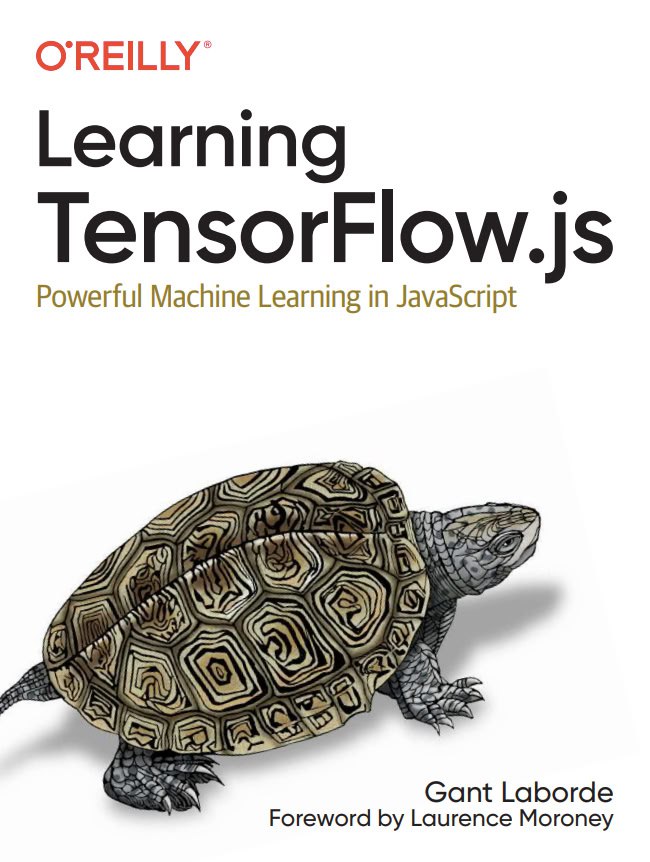 O'REILLY®
Learning
TensorFlow.js
Powerful Machine Learning in JavaScript
Gant Laborde
Foreword by Laurence Moroney